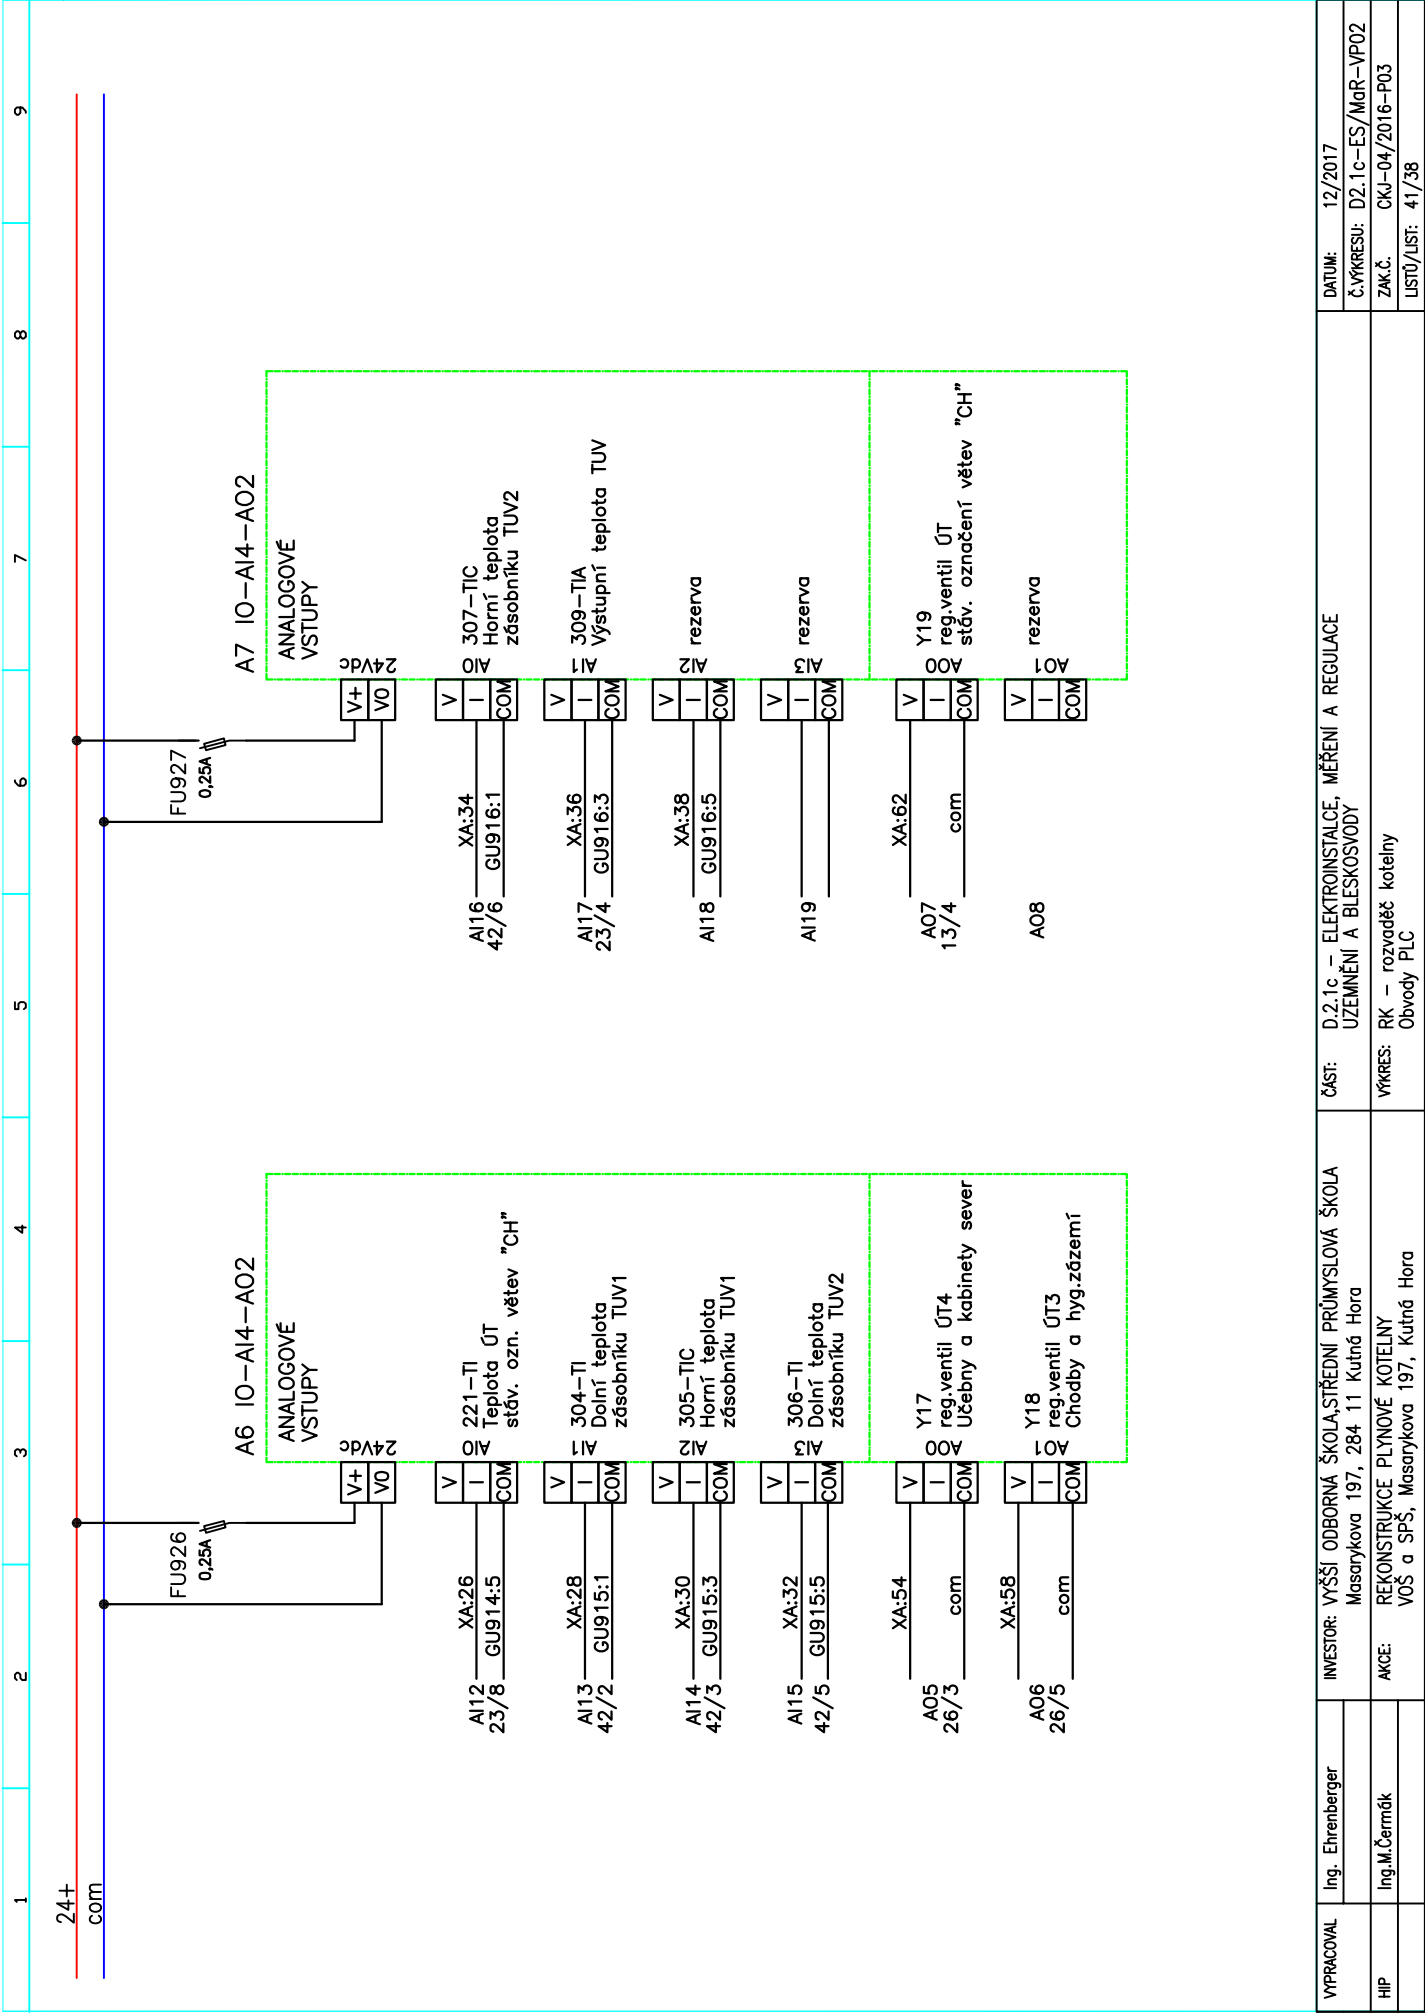 1
2
3
4
5
6
7
8
9
24+
com
A6 IO-AI4-AO2
ANALOGOVÉ
VSTUPY
FU926
0,25A
V+
V0
24Vdc
AI12
23/8
XA:26
GU914:5
V
I
COM
AI0
221-TI
Teplota ÚT
stáv. ozn. větev "CH"
AI13
42/2
XA:28
GU915:1
V
I
COM
AI1
304-TI
Dolní teplota
zásobníku TUV1
AI14
42/3
XA:30
GU915:3
V
I
COM
AI2
305-TIC
Horní teplota
zásobníku TUV1
AI15
42/5
XA:32
GU915:5
V
I
COM
AI3
306-TI
Dolní teplota
zásobníku TUV2
AO5
26/3
XA:54
com
V
I
COM
AO0
Y17
reg.ventil ÚT4
Učebny a kabinety sever
AO6
26/5
XA:58
com
V
I
COM
AO1
Y18
reg.ventil ÚT3
Chodby a hyg.zázemí
A7 IO-AI4-AO2
ANALOGOVÉ
VSTUPY
FU927
0,25A
V+
V0
24Vdc
AI16
42/6
XA:34
GU916:1
V
I
COM
AI0
307-TIC
Horní teplota
zásobníku TUV2
AI17
23/4
XA:36
GU916:3
V
I
COM
AI1
309-TIA
Výstupní teplota TUV
AI18
XA:38
GU916:5
V
I
COM
AI2
rezerva
AI19
V
I
COM
AI3
rezerva
AO7
13/4
XA:62
com
V
I
COM
AO0
Y19
reg.ventil ÚT
stáv. označení větev "CH"
AO8
V
I
COM
AO1
rezerva
VYPRACOVAL
Ing. Ehrenberger
HIP
Ing.M.Čermák
INVESTOR: VYŠŠÍ ODBORNÁ ŠKOLA,STŘEDNÍ PRŮMYSLOVÁ ŠKOLA
Masarykova 197, 284 11 Kutná Hora
AKCE: REKONSTRUKCE PLYNOVÉ KOTELNY
VOŠ a SPŠ, Masarykova 197, Kutná Hora
ČÁST: D.2.1c - ELEKTROINSTALCE, MĚŘENÍ A REGULACE
UZEMNĚNÍ A BLESKOSVODY
VÝKRES: RK - rozvaděč kotelny
Obvody PLC
DATUM: 12/2017
Č.VÝKRESU: D2.1c-ES/MaR-VP02
ZAK.Č. CKJ-04/2016-P03
LISTŮ/LIST: 41/38